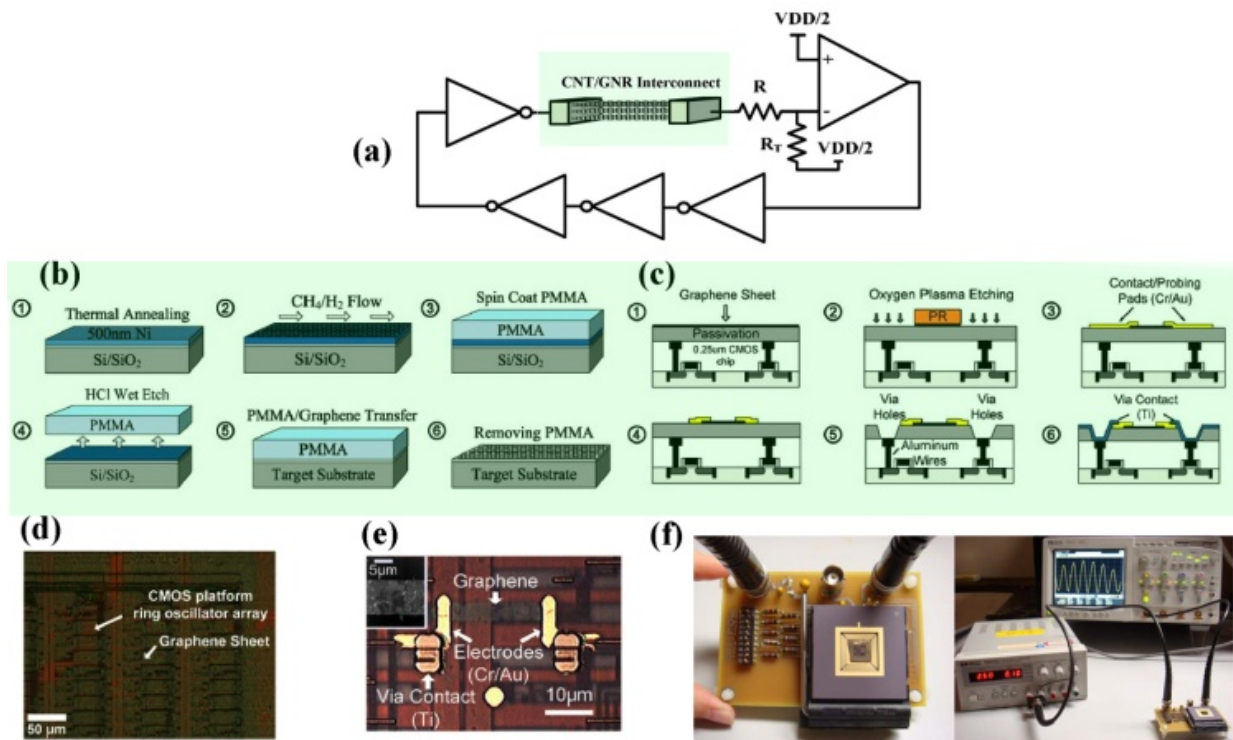 VDD/2
CNT/GNR Interconnect
R
+
-
R_T
VDD/2
(a)
(b)
① Thermal Annealing
500nm Ni
Si/SiO₂
② CH₄/H₂ Flow
Si/SiO₂
③ Spin Coat PMMA
PMMA
Si/SiO₂
④ HCl Wet Etch
PMMA
Si/SiO₂
⑤ PMMA/Graphene Transfer
PMMA
Target Substrate
⑥ Removing PMMA
Target Substrate
(c)
① Graphene Sheet
Passivation
0.25um CMOS
chip
② Oxygen Plasma Etching
PR
③ Contact/Probing
Pads (Cr/Au)
④
⑤ Via
Holes
Via
Holes
Aluminum
Wires
⑥ Via Contact
(Ti)
(d)
CMOS platform
ring oscillator array
Graphene Sheet
50 µm
(e)
5µm
Graphene
Electrodes
(Cr/Au)
Via Contact
(Ti)
10µm
(f)